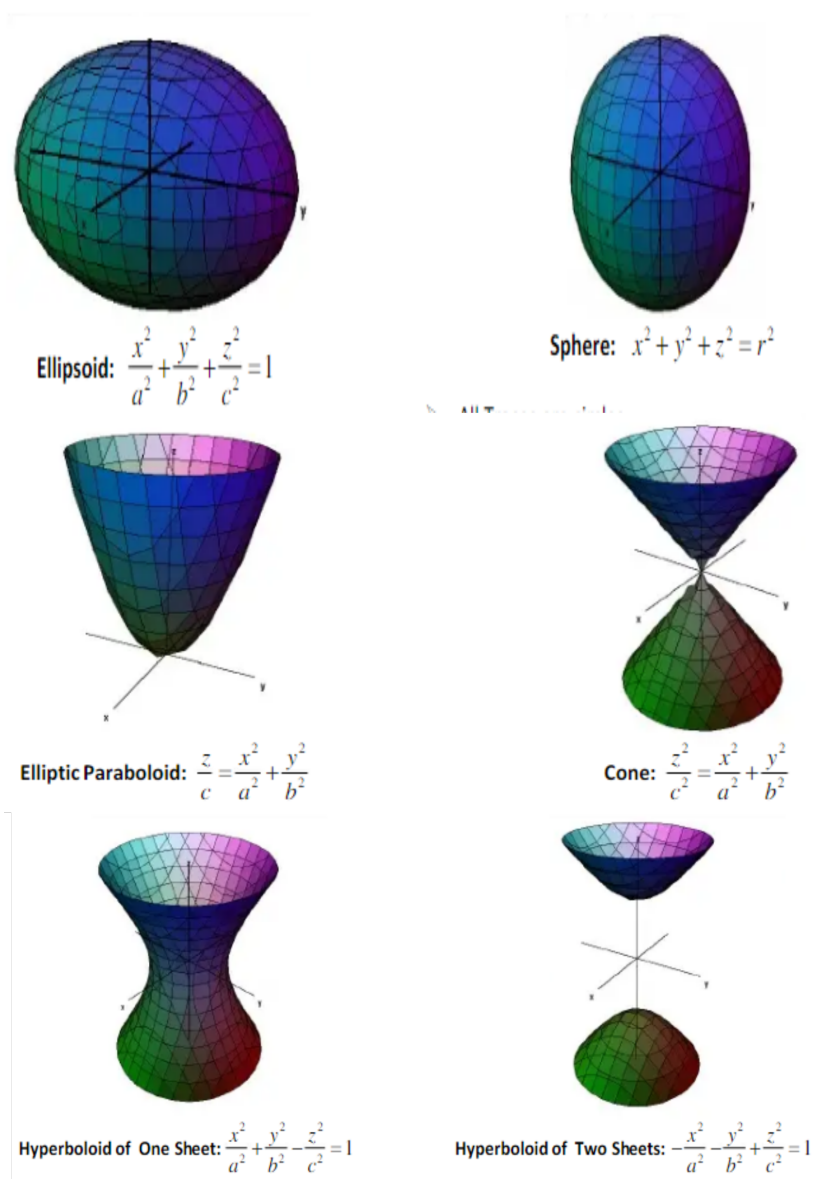 y
y
Ellipsoid: x²/a² + y²/b² + z²/c² = 1
Sphere: x² + y² + z² = r²
z
z
x
y
x
y
Elliptic Paraboloid: z/c = x²/a² + y²/b²
Cone: z²/c² = x²/a² + y²/b²
x
y
x
y
Hyperboloid of One Sheet: x²/a² + y²/b² − z²/c² = 1
Hyperboloid of Two Sheets: −x²/a² − y²/b² + z²/c² = 1